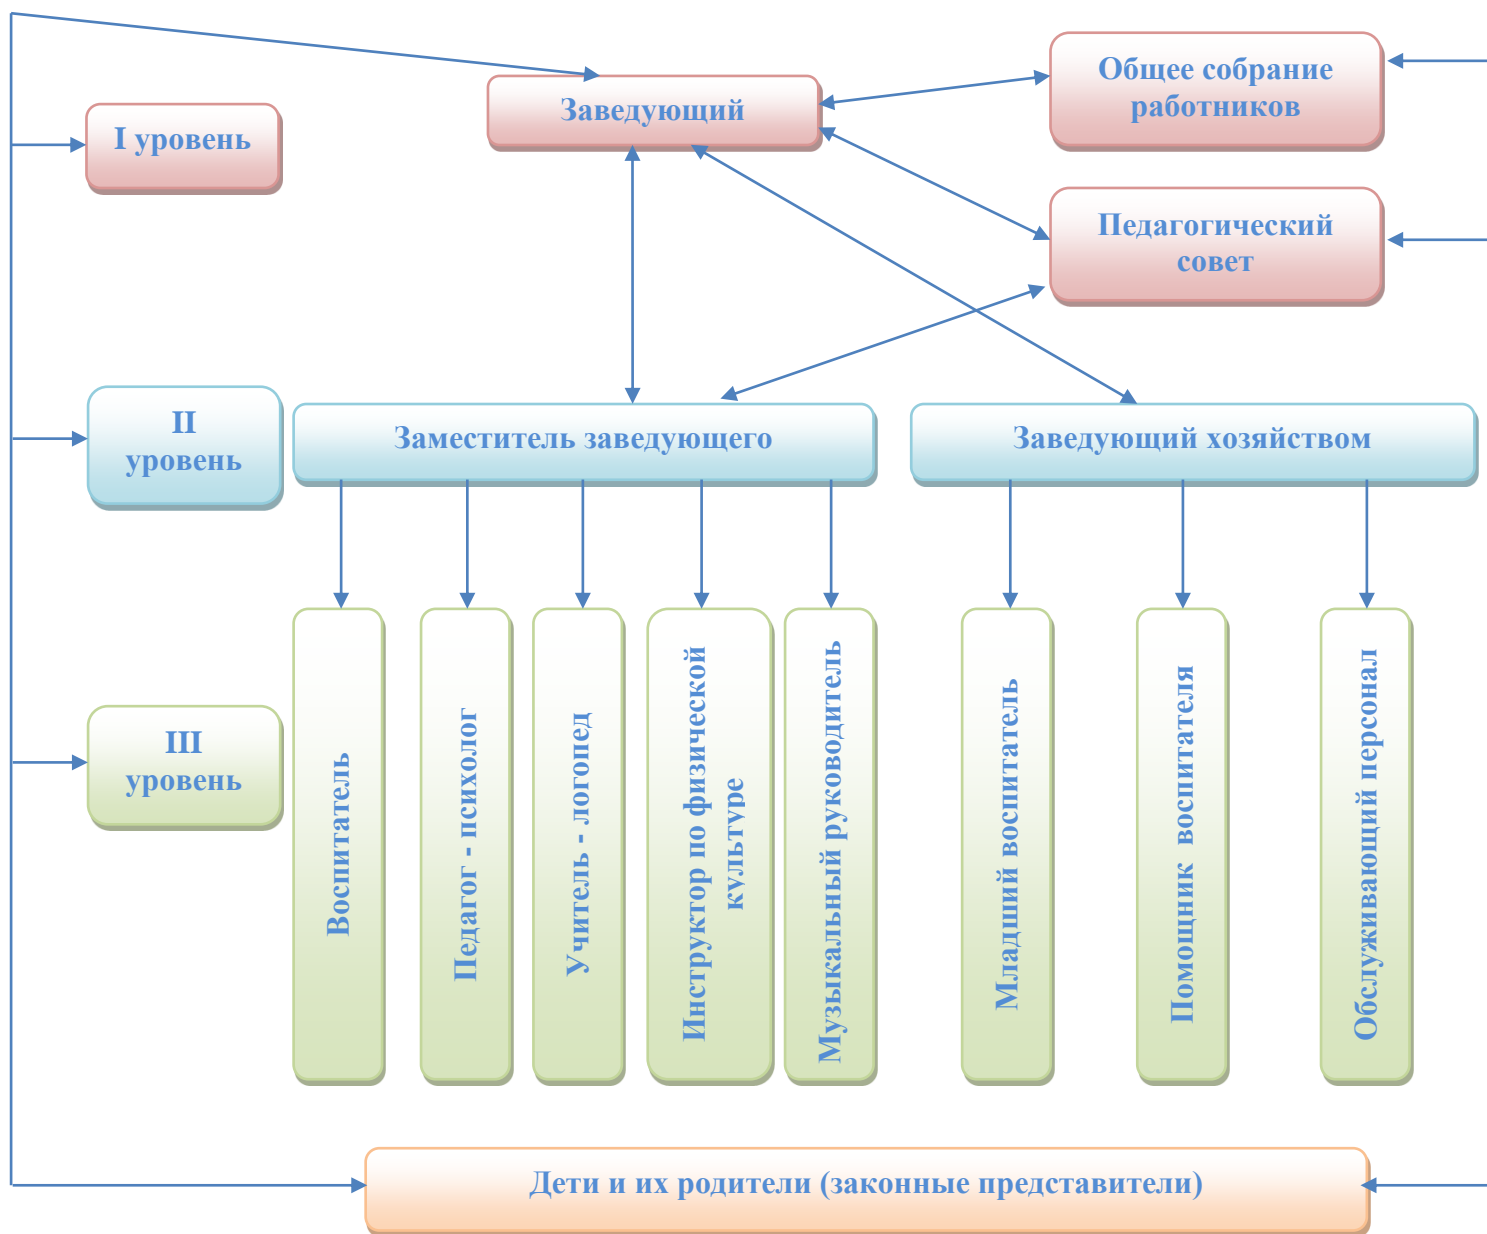 Общее собрание
работников
Заведующий
I уровень
Педагогический
совет
II
уровень
Заместитель заведующего
Заведующий хозяйством
III
уровень
Воспитатель
Педагог - психолог
Учитель - логопед
Инструктор по физической
культуре
Музыкальный руководитель
Младший воспитатель
Помощник воспитателя
Обслуживающий персонал
Дети и их родители (законные представители)